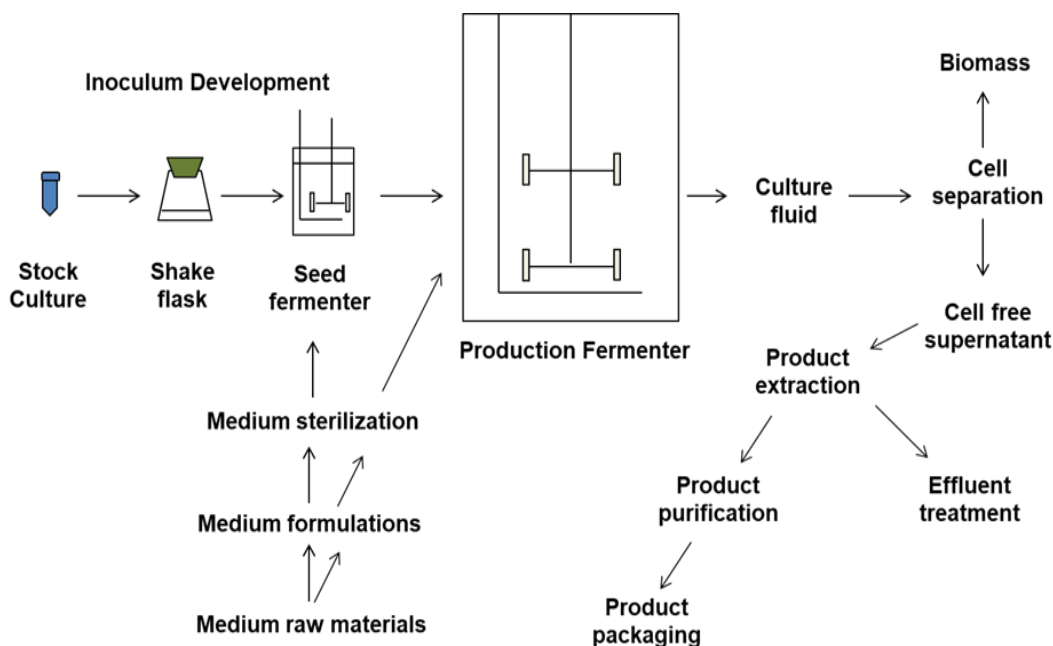 Inoculum Development
Stock
Culture
Shake
flask
Seed
fermenter
Production Fermenter
Medium sterilization
Medium formulations
Medium raw materials
Culture
fluid
Biomass
Cell
separation
Cell free
supernatant
Product
extraction
Product
purification
Effluent
treatment
Product
packaging